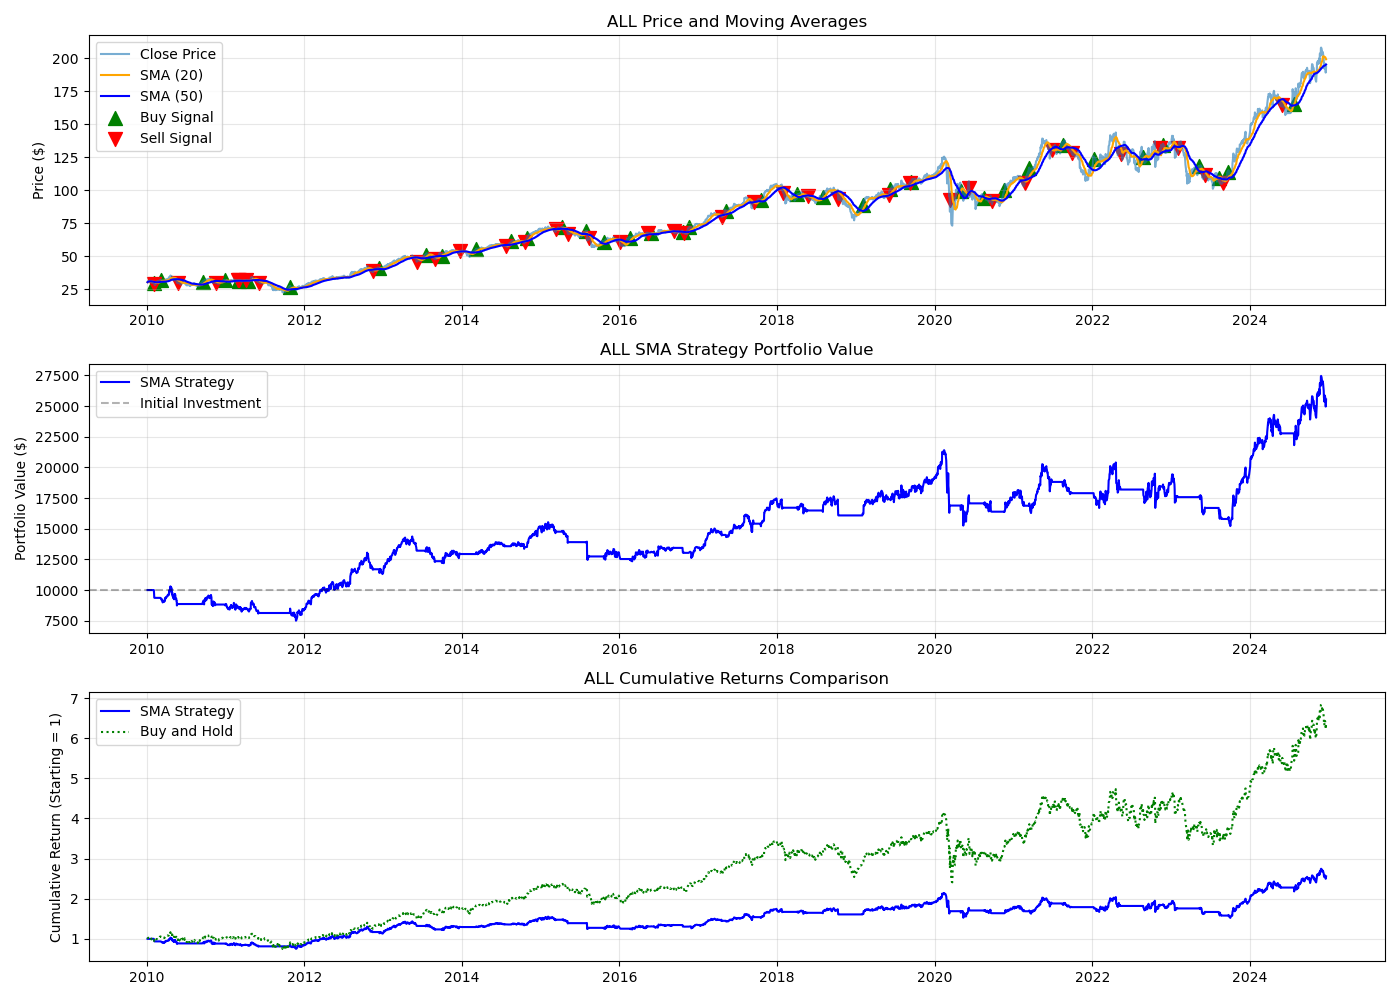 ALL Price and Moving Averages
Price ($)
200
175
150
125
100
75
50
25
Close Price
SMA (20)
SMA (50)
Buy Signal
Sell Signal
2010 2012 2014 2016 2018 2020 2022 2024
ALL SMA Strategy Portfolio Value
Portfolio Value ($)
27500
25000
22500
20000
17500
15000
12500
10000
7500
SMA Strategy
Initial Investment
2010 2012 2014 2016 2018 2020 2022 2024
ALL Cumulative Returns Comparison
Cumulative Return (Starting = 1)
7
6
5
4
3
2
1
SMA Strategy
Buy and Hold
2010 2012 2014 2016 2018 2020 2022 2024